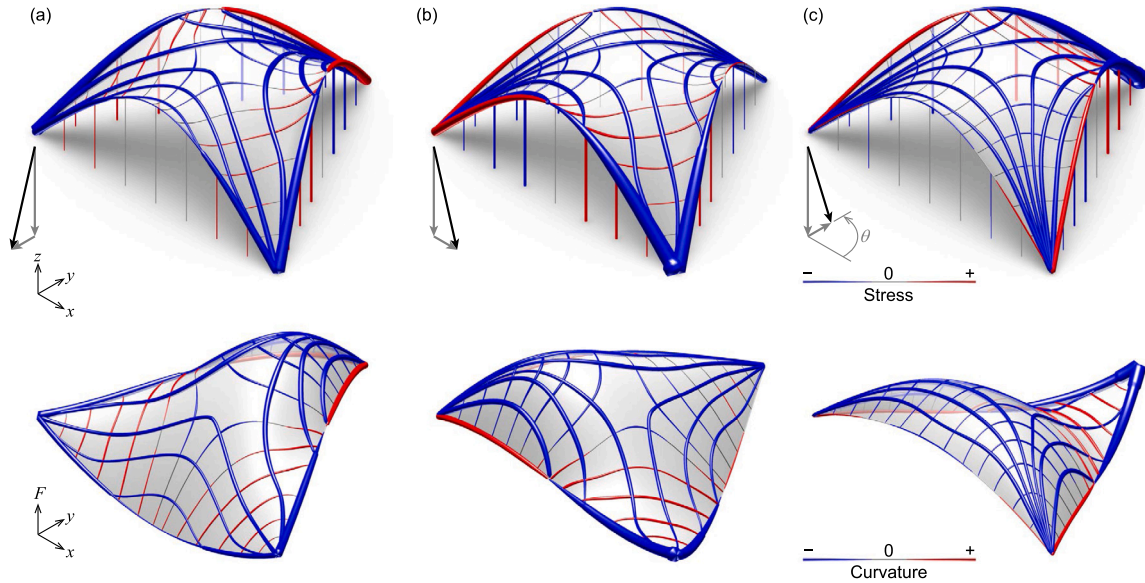 (a)
(b)
(c)
θ
z
y
x
− 0 +
Stress
F
y
x
− 0 +
Curvature